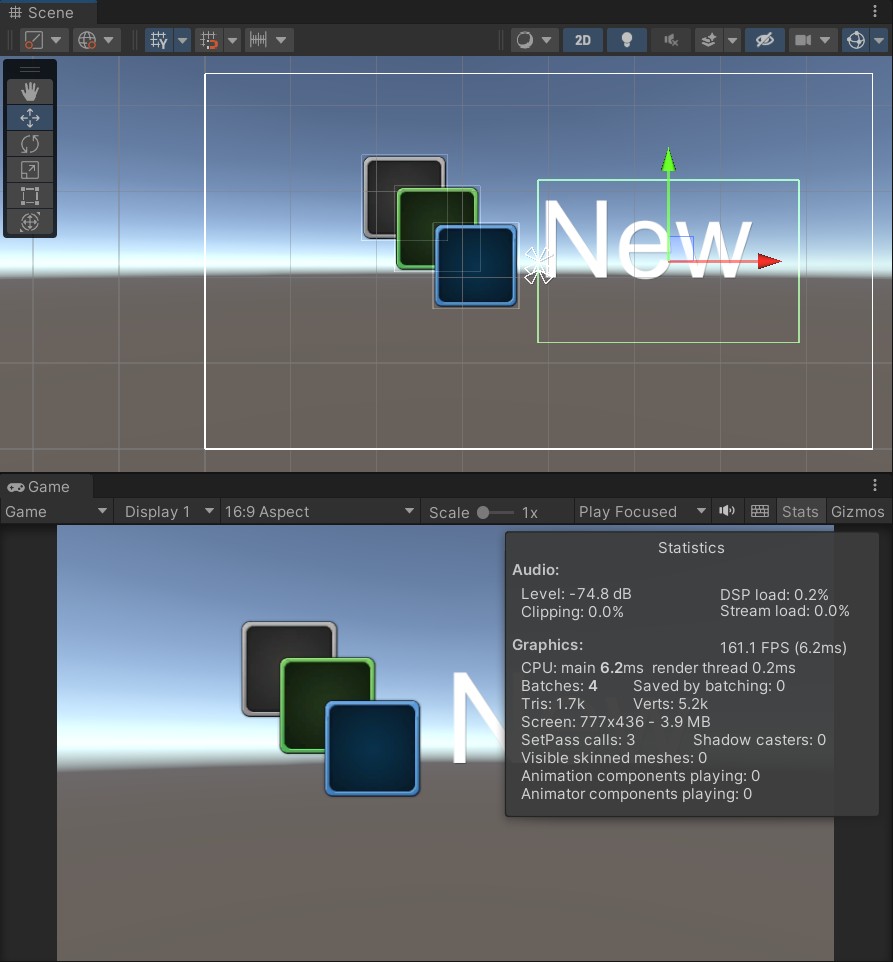 Scene
2D
New
Game
Game
Display 1
16:9 Aspect
Scale
1x
Play Focused
Stats
Gizmos
N
Statistics
Audio:
Level: -74.8 dB
DSP load: 0.2%
Clipping: 0.0%
Stream load: 0.0%
Graphics:
161.1 FPS (6.2ms)
CPU: main 6.2ms render thread 0.2ms
Batches: 4
Saved by batching: 0
Tris: 1.7k
Verts: 5.2k
Screen: 777x436 - 3.9 MB
SetPass calls: 3
Shadow casters: 0
Visible skinned meshes: 0
Animation components playing: 0
Animator components playing: 0